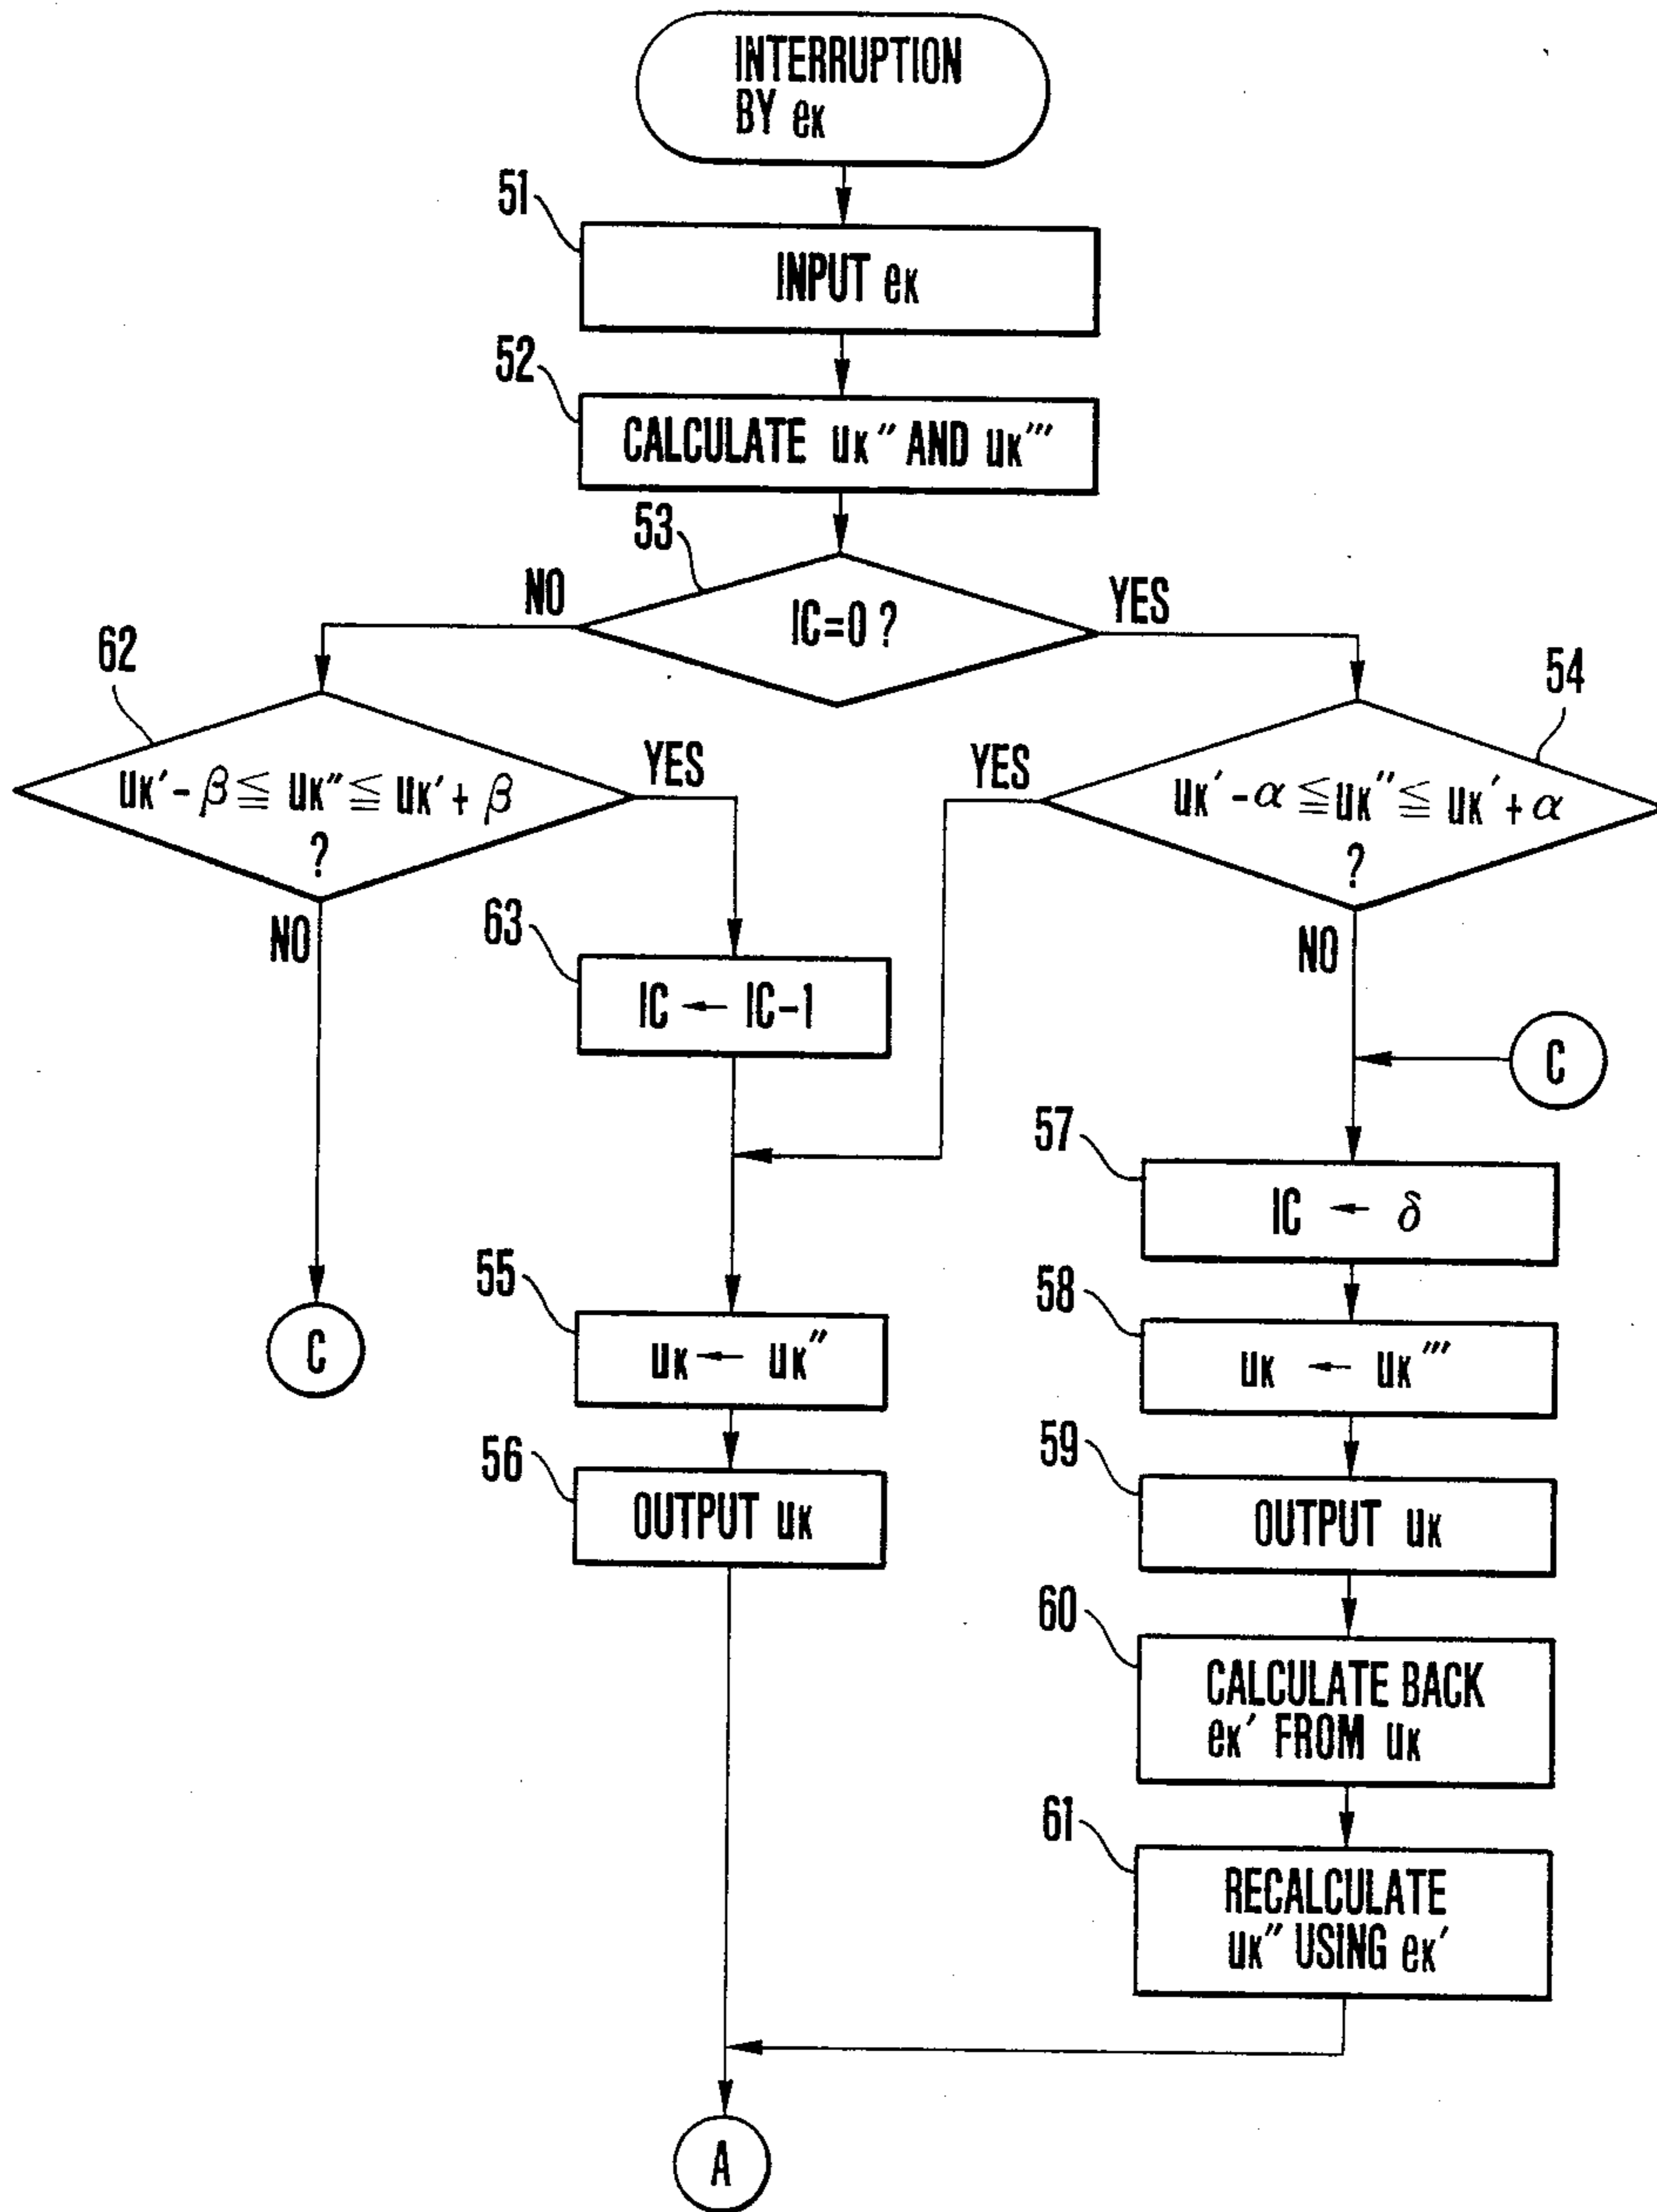 INTERRUPTION
BY eK
51
INPUT eK
52
CALCULATE uK'' AND uK'''
53
NO
IC=0 ?
YES
62
54
uK'-β≦ uK''≦ uK'+ β
?
YES
YES
uK'-α≦uK''≦ uK'+α
?
NO
63
NO
IC ← IC-1
C
57
IC ← δ
55
58
C
uK← uK''
uK ← uK'''
56
59
OUTPUT uK
OUTPUT uK
60
CALCULATE BACK
eK' FROM uK
61
RECALCULATE
uK'' USING eK'
A